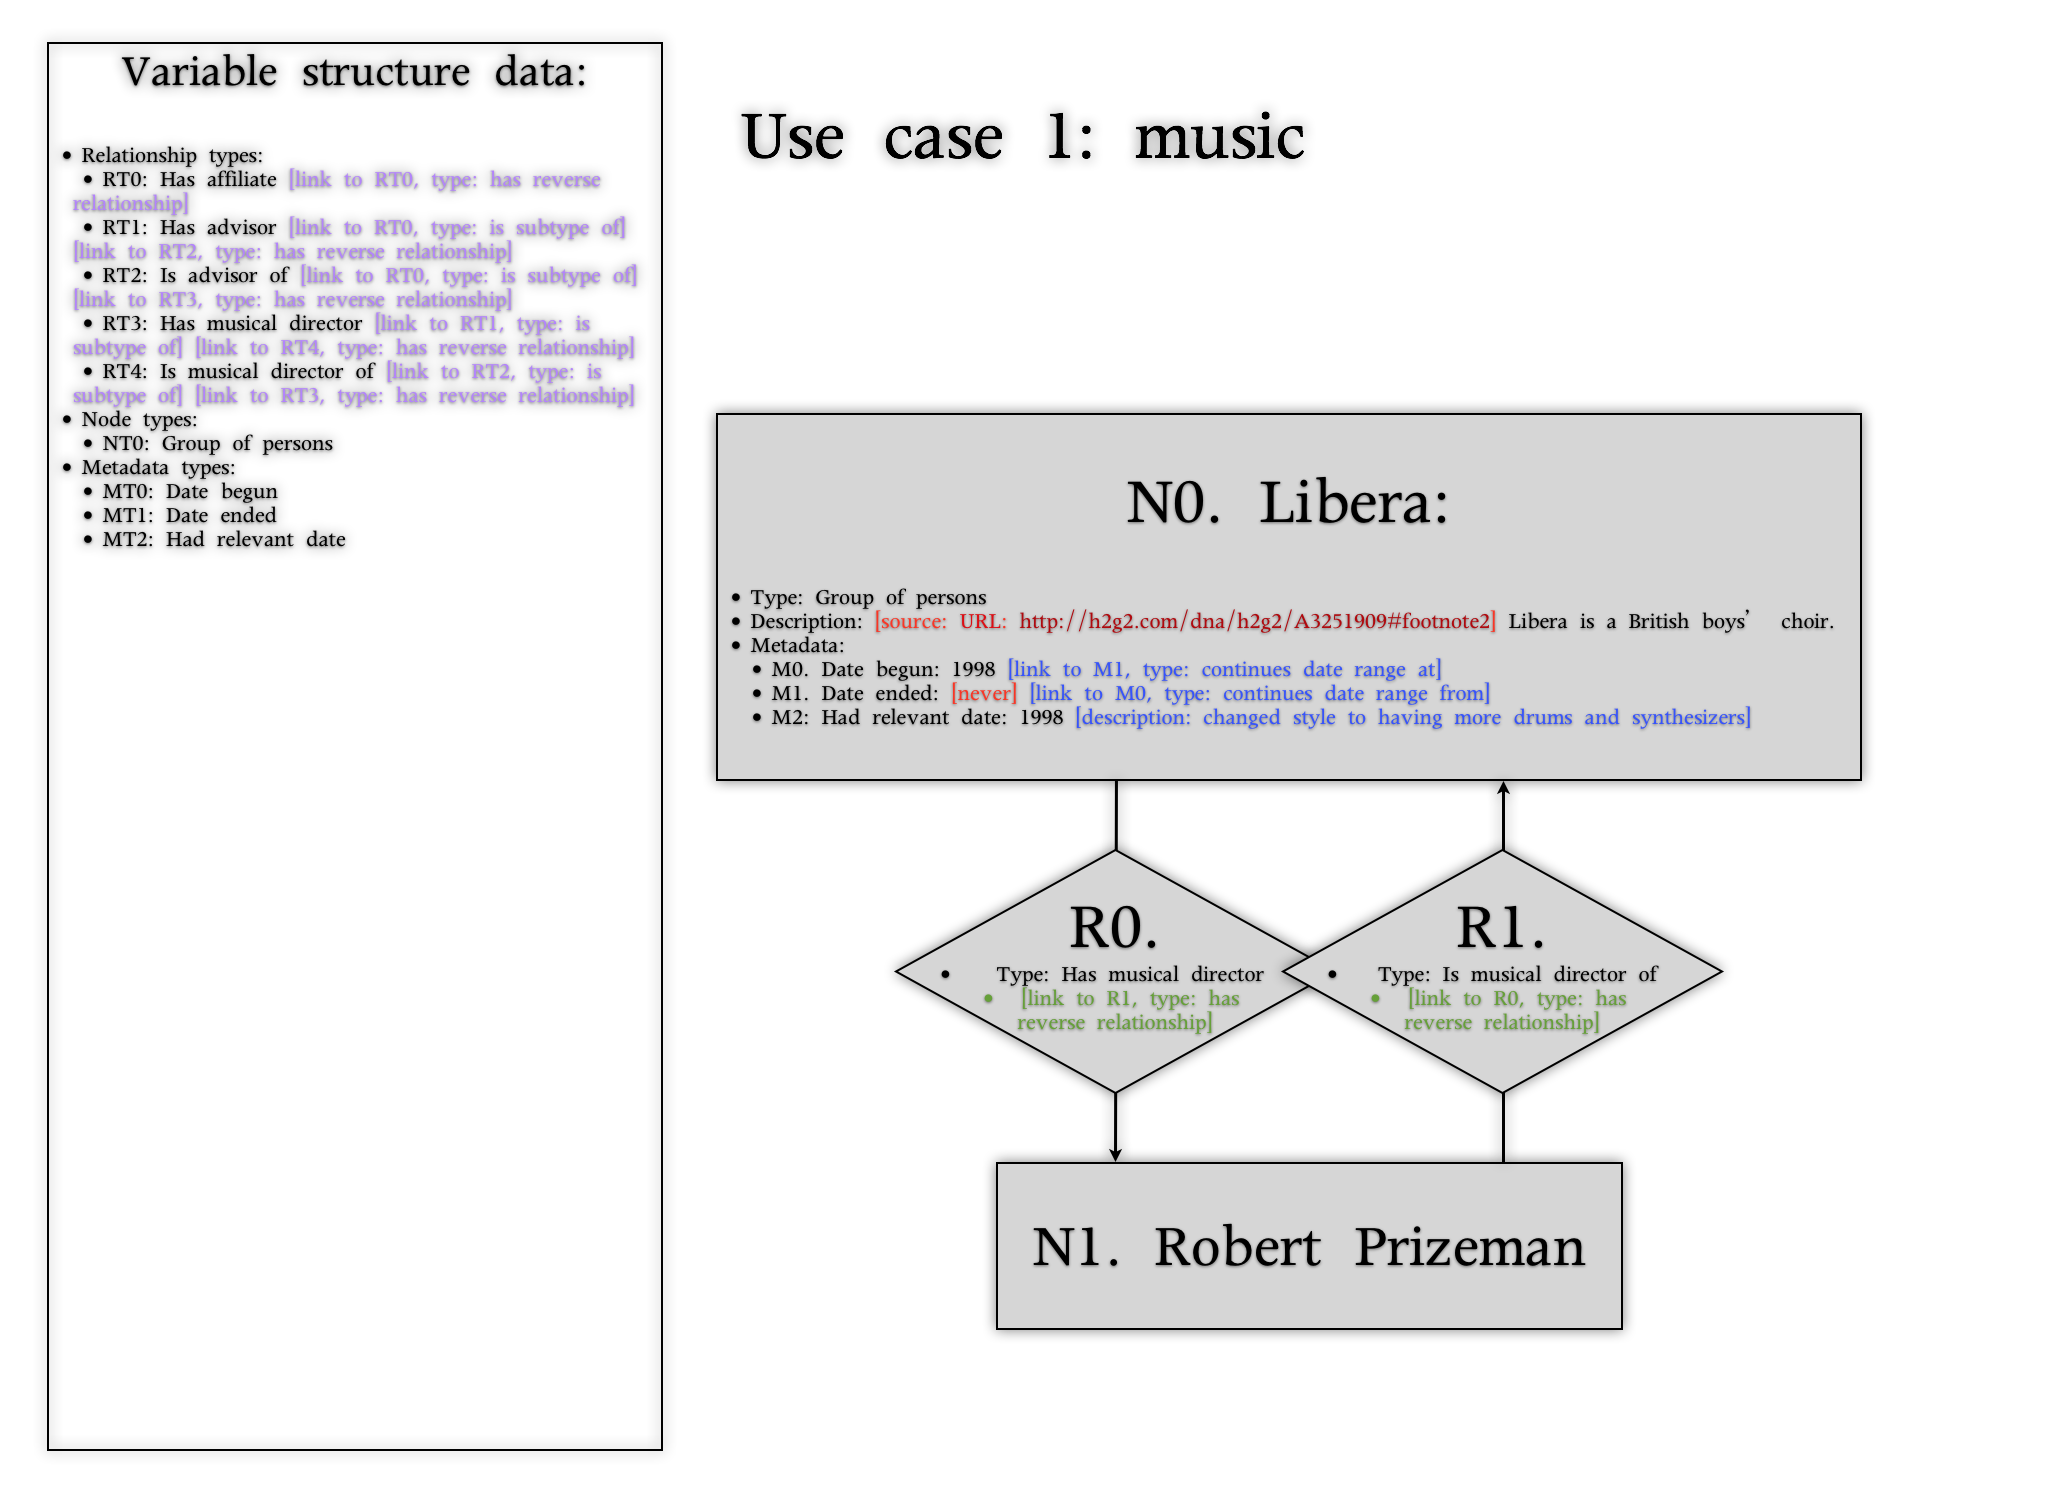 Variable structure data:
• Relationship types:
• RT0: Has affiliate [link to RT0, type: has reverse
relationship]
• RT1: Has advisor [link to RT0, type: is subtype of]
[link to RT2, type: has reverse relationship]
• RT2: Is advisor of [link to RT0, type: is subtype of]
[link to RT3, type: has reverse relationship]
• RT3: Has musical director [link to RT1, type: is
subtype of] [link to RT4, type: has reverse relationship]
• RT4: Is musical director of [link to RT2, type: is
subtype of] [link to RT3, type: has reverse relationship]
• Node types:
• NT0: Group of persons
• Metadata types:
• MT0: Date begun
• MT1: Date ended
• MT2: Had relevant date
Use case 1: music
N0. Libera:
• Type: Group of persons
• Description: [source: URL: http://h2g2.com/dna/h2g2/A3251909#footnote2] Libera is a British boys’ choir.
• Metadata:
• M0. Date begun: 1998 [link to M1, type: continues date range at]
• M1. Date ended: [never] [link to M0, type: continues date range from]
• M2: Had relevant date: 1998 [description: changed style to having more drums and synthesizers]
R0.
• Type: Has musical director
• [link to R1, type: has
reverse relationship]
R1.
• Type: Is musical director of
• [link to R0, type: has
reverse relationship]
N1. Robert Prizeman